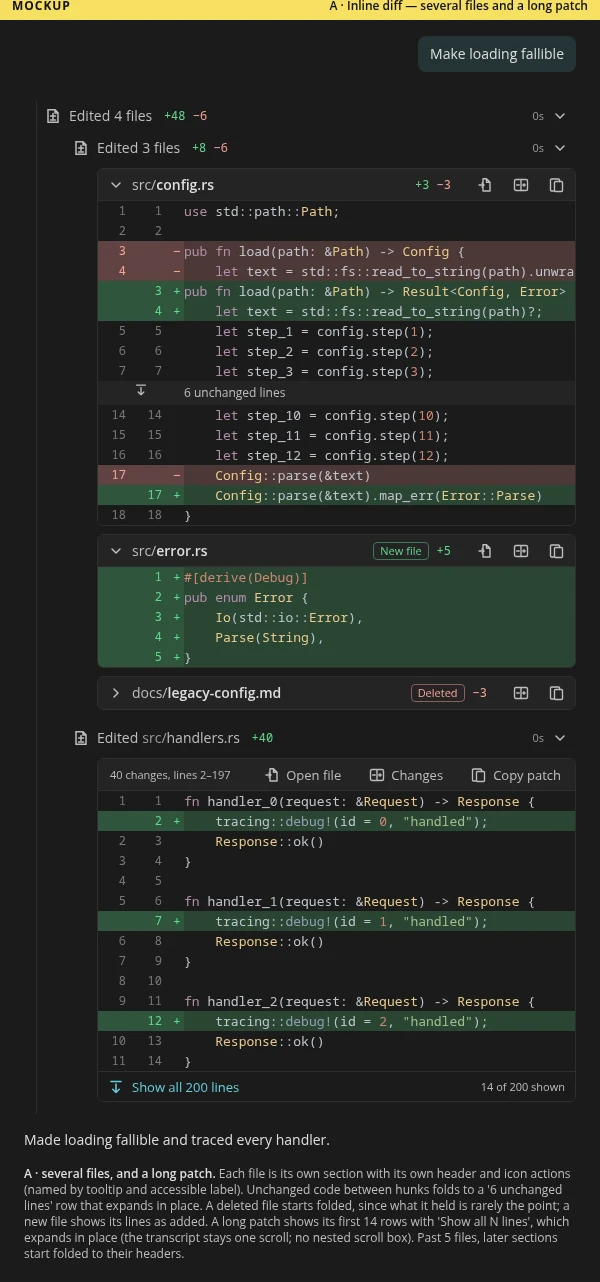 MOCKUP A · Inline diff — several files and a long patch
Make loading fallible
Edited 4 files +48 −6 0s
Edited 3 files +8 −6 0s
src/config.rs +3 −3
1 1 use std::path::Path;
2 2
3 −pub fn load(path: &Path) -> Config {
4 − let text = std::fs::read_to_string(path).unwra
3 +pub fn load(path: &Path) -> Result<Config, Error>
4 + let text = std::fs::read_to_string(path)?;
5 5 let step_1 = config.step(1);
6 6 let step_2 = config.step(2);
7 7 let step_3 = config.step(3);
6 unchanged lines
14 14 let step_10 = config.step(10);
15 15 let step_11 = config.step(11);
16 16 let step_12 = config.step(12);
17 − Config::parse(&text)
17 + Config::parse(&text).map_err(Error::Parse)
18 18 }
src/error.rs New file +5
1 +#[derive(Debug)]
2 +pub enum Error {
3 + Io(std::io::Error),
4 + Parse(String),
5 +}
docs/legacy-config.md Deleted −3
Edited src/handlers.rs +40 0s
40 changes, lines 2–197 Open file Changes Copy patch
1 1 fn handler_0(request: &Request) -> Response {
2 + tracing::debug!(id = 0, "handled");
2 3 Response::ok()
3 4 }
4 5
5 6 fn handler_1(request: &Request) -> Response {
7 + tracing::debug!(id = 1, "handled");
6 8 Response::ok()
7 9 }
8 10
9 11 fn handler_2(request: &Request) -> Response {
12 + tracing::debug!(id = 2, "handled");
10 13 Response::ok()
11 14 }
Show all 200 lines 14 of 200 shown
Made loading fallible and traced every handler.
A · several files, and a long patch. Each file is its own section with its own header and icon actions
(named by tooltip and accessible label). Unchanged code between hunks folds to a '6 unchanged
lines' row that expands in place. A deleted file starts folded, since what it held is rarely the point; a
new file shows its lines as added. A long patch shows its first 14 rows with 'Show all N lines', which
expands in place (the transcript stays one scroll; no nested scroll box). Past 5 files, later sections
start folded to their headers.